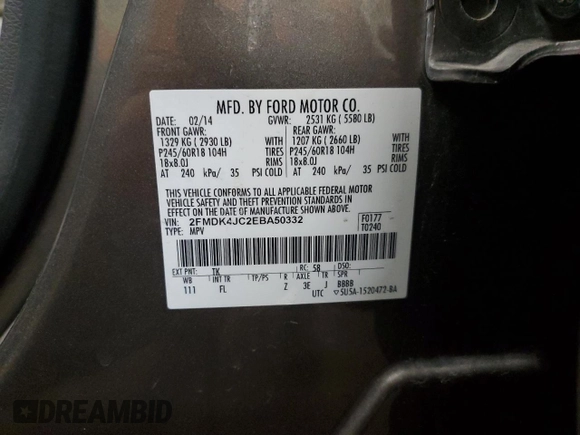 MFD. BY FORD MOTOR CO.
DATE: 02/14 GVWR: 2531 KG ( 5580 LB)
FRONT GAWR: REAR GAWR:
1329 KG ( 2930 LB) WITH 1207 KG ( 2660 LB) WITH
P245/60R18 104H TIRES P245/60R18 104H TIRES
18x8.0J RIMS 18x8.0J RIMS
AT 240 kPa/ 35 PSI COLD AT 240 kPa/ 35 PSI COLD
THIS VEHICLE CONFORMS TO ALL APPLICABLE FEDERAL MOTOR
VEHICLE SAFETY AND THEFT PREVENTION STANDARDS IN
EFFECT ON THE DATE OF MANUFACTURE SHOWN ABOVE.
VIN: 2FMDK4JC2EBA50332 F0177
TYPE: MPV T0240
EXT PNT: TK RC: 58 DSO:
WB INT TR TP/PS R AXLE TR SPR
111 FL Z 3E J BBBB
UTC ▽5U5A-1520472-BA
DREAMBID